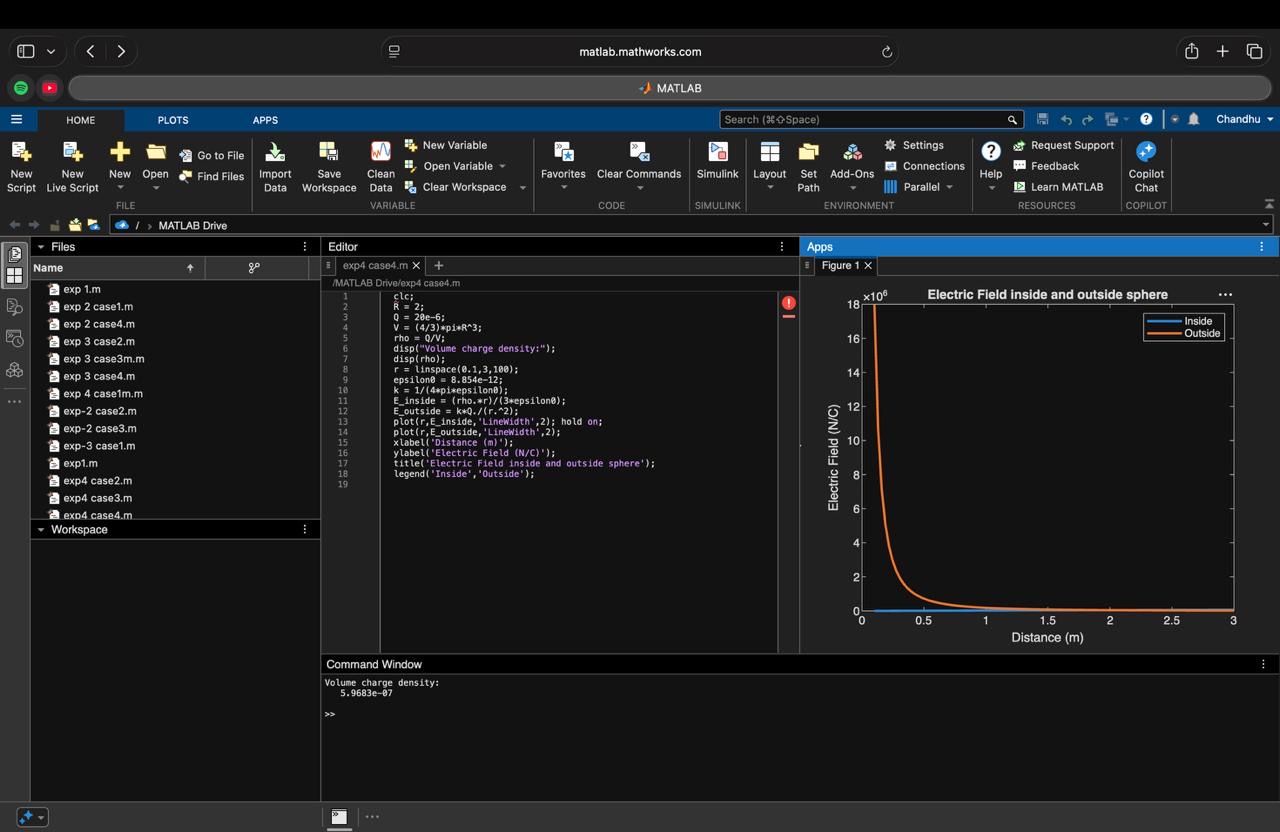 matlab.mathworks.com
MATLAB
HOME PLOTS APPS
Search (⌘⇧Space)
Chandhu
New Script
New Live Script
New
Open
Go to File
Find Files
FILE
Import Data
Save Workspace
Clean Data
New Variable
Open Variable
Clear Workspace
VARIABLE
Favorites
Clear Commands
CODE
Simulink
SIMULINK
Layout
Set Path
Add-Ons
Settings
Connections
Parallel
ENVIRONMENT
Help
Request Support
Feedback
Learn MATLAB
RESOURCES
Copilot Chat
COPILOT
/ › MATLAB Drive
Files
Name
exp 1.m
exp 2 case1.m
exp 2 case4.m
exp 3 case2.m
exp 3 case3m.m
exp 3 case4.m
exp 4 case1m.m
exp-2 case2.m
exp-2 case3.m
exp-3 case1.m
exp1.m
exp4 case2.m
exp4 case3.m
exp4 case4.m
Workspace
Editor
exp4 case4.m
/MATLAB Drive/exp4 case4.m
1 clc;
2 R = 2;
3 Q = 20e-6;
4 V = (4/3)*pi*R^3;
5 rho = Q/V;
6 disp("Volume charge density:");
7 disp(rho);
8 r = linspace(0.1,3,100);
9 epsilon0 = 8.854e-12;
10 k = 1/(4*pi*epsilon0);
11 E_inside = (rho.*r)/(3*epsilon0);
12 E_outside = k*Q./(r.^2);
13 plot(r,E_inside,'LineWidth',2); hold on;
14 plot(r,E_outside,'LineWidth',2);
15 xlabel('Distance (m)');
16 ylabel('Electric Field (N/C)');
17 title('Electric Field inside and outside sphere');
18 legend('Inside','Outside');
19
Apps
Figure 1
×10⁶
Electric Field inside and outside sphere
Inside
Outside
18
16
14
12
10
8
6
4
2
0
Electric Field (N/C)
0 0.5 1 1.5 2 2.5 3
Distance (m)
Command Window
Volume charge density:
5.9683e-07
>>